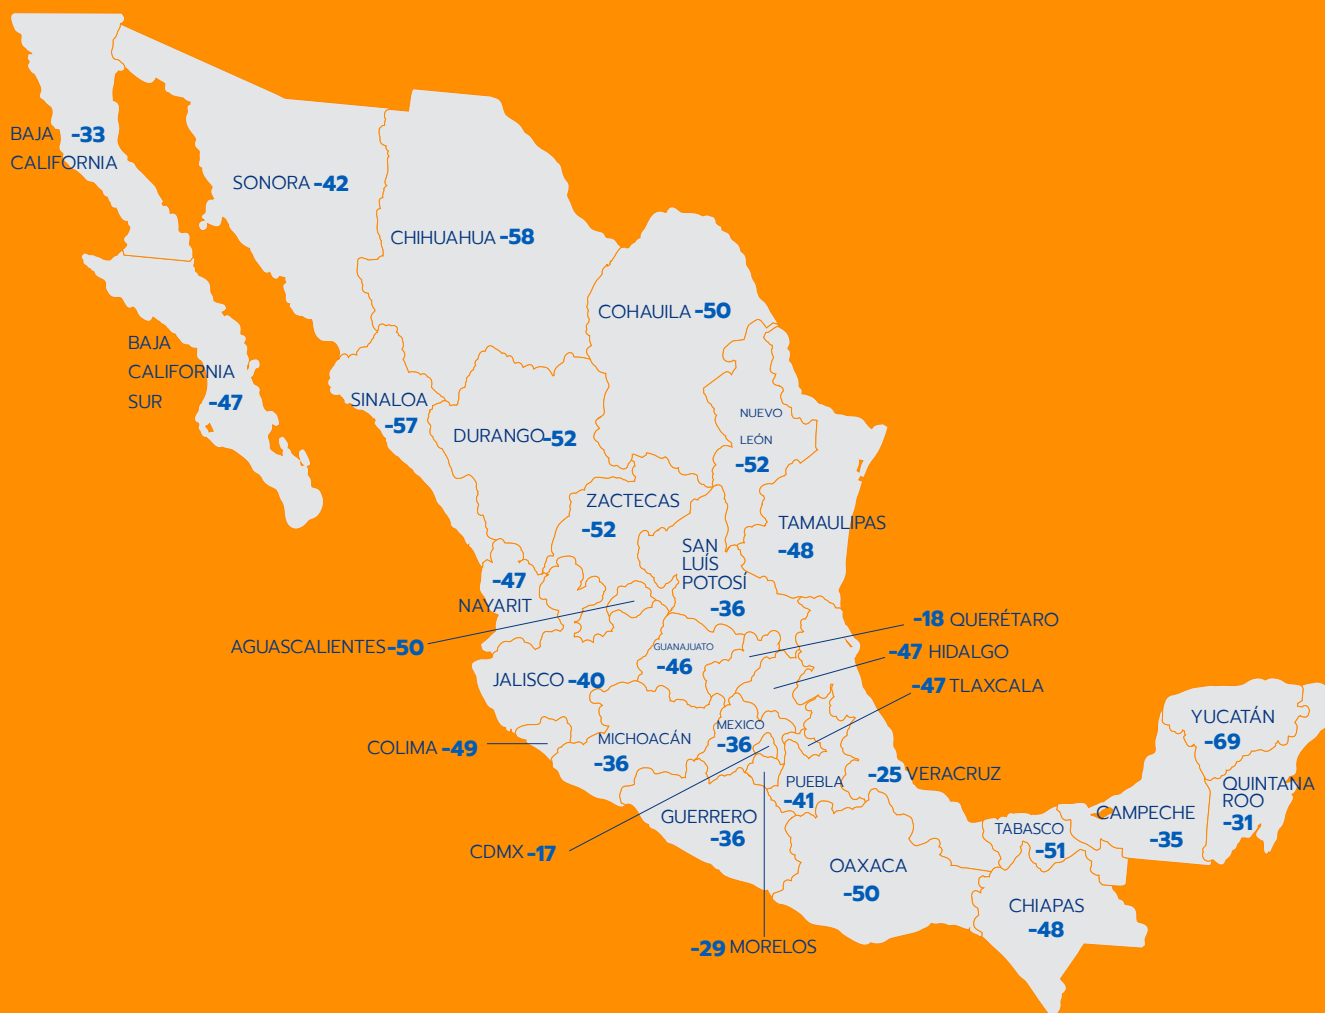 BAJA -33
CALIFORNIA
SONORA -42
CHIHUAHUA -58
COHAUILA -50
BAJA
CALIFORNIA
SUR -47
SINALOA
-57
DURANGO -52
NUEVO
LEÓN
-52
ZACTECAS
-52
TAMAULIPAS
-48
SAN
LUÍS
POTOSÍ
-36
-47
NAYARIT
AGUASCALIENTES -50
-18 QUERÉTARO
GUANAJUATO
-46
-47 HIDALGO
JALISCO -40
-47 TLAXCALA
COLIMA -49
MICHOACÁN
-36
MEXICO
-36
YUCATÁN
-69
PUEBLA
-41
-25 VERACRUZ
QUINTANA
ROO
-31
GUERRERO
-36
CAMPECHE
-35
TABASCO
-51
CDMX -17
OAXACA
-50
CHIAPAS
-48
-29 MORELOS